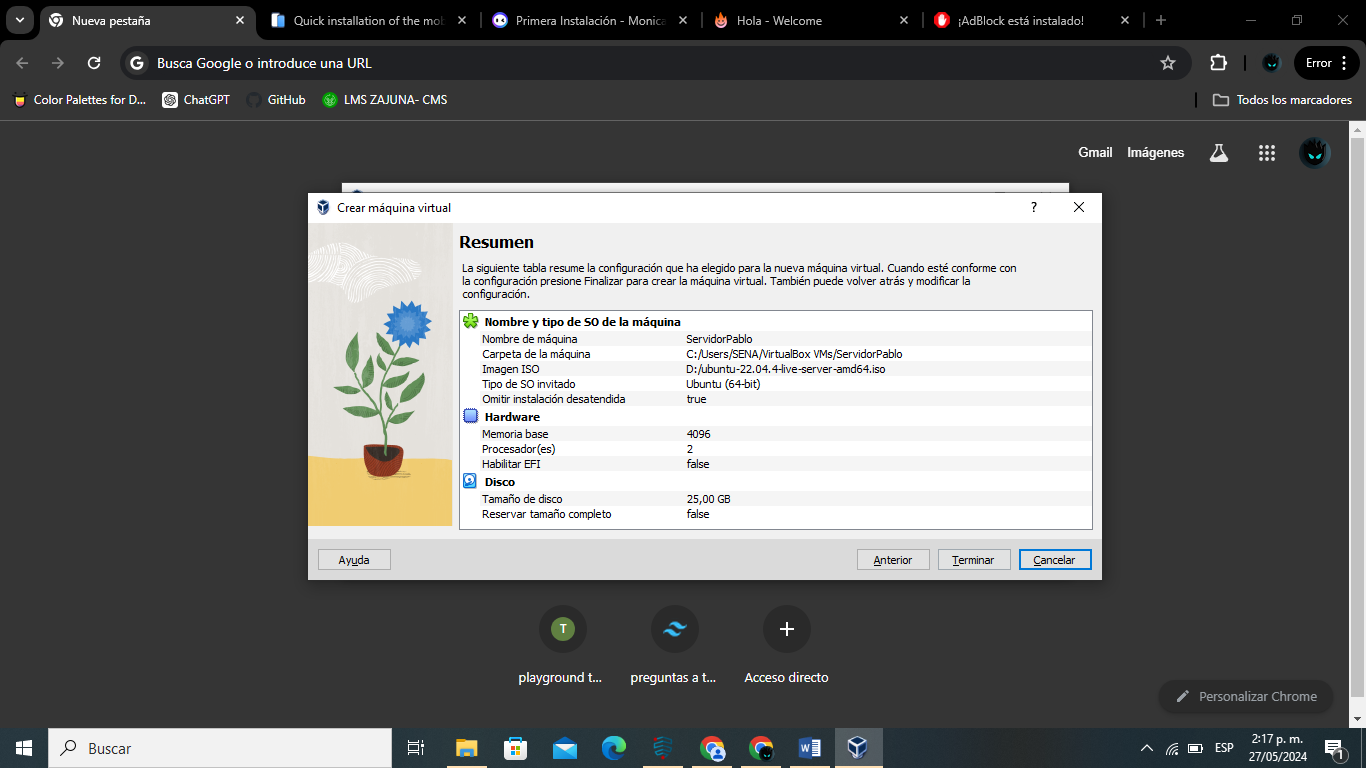 Nueva pestaña
Quick installation of the mob
Primera Instalación - Monica
Hola - Welcome
¡AdBlock está instalado!
Busca Google o introduce una URL
Error
Color Palettes for D...
ChatGPT
GitHub
LMS ZAJUNA- CMS
Todos los marcadores
Gmail
Imágenes
Crear máquina virtual
?
Resumen
La siguiente tabla resume la configuración que ha elegido para la nueva máquina virtual. Cuando esté conforme con
la configuración presione Finalizar para crear la máquina virtual. También puede volver atrás y modificar la
configuración.
Nombre y tipo de SO de la máquina
Nombre de máquina ServidorPablo
Carpeta de la máquina C:/Users/SENA/VirtualBox VMs/ServidorPablo
Imagen ISO D:/ubuntu-22.04.4-live-server-amd64.iso
Tipo de SO invitado Ubuntu (64-bit)
Omitir instalación desatendida true
Hardware
Memoria base 4096
Procesador(es) 2
Habilitar EFI false
Disco
Tamaño de disco 25,00 GB
Reservar tamaño completo false
Ayuda
Anterior
Terminar
Cancelar
T
playground t...
preguntas a t...
Acceso directo
Personalizar Chrome
Buscar
ESP
2:17 p. m.
27/05/2024
1